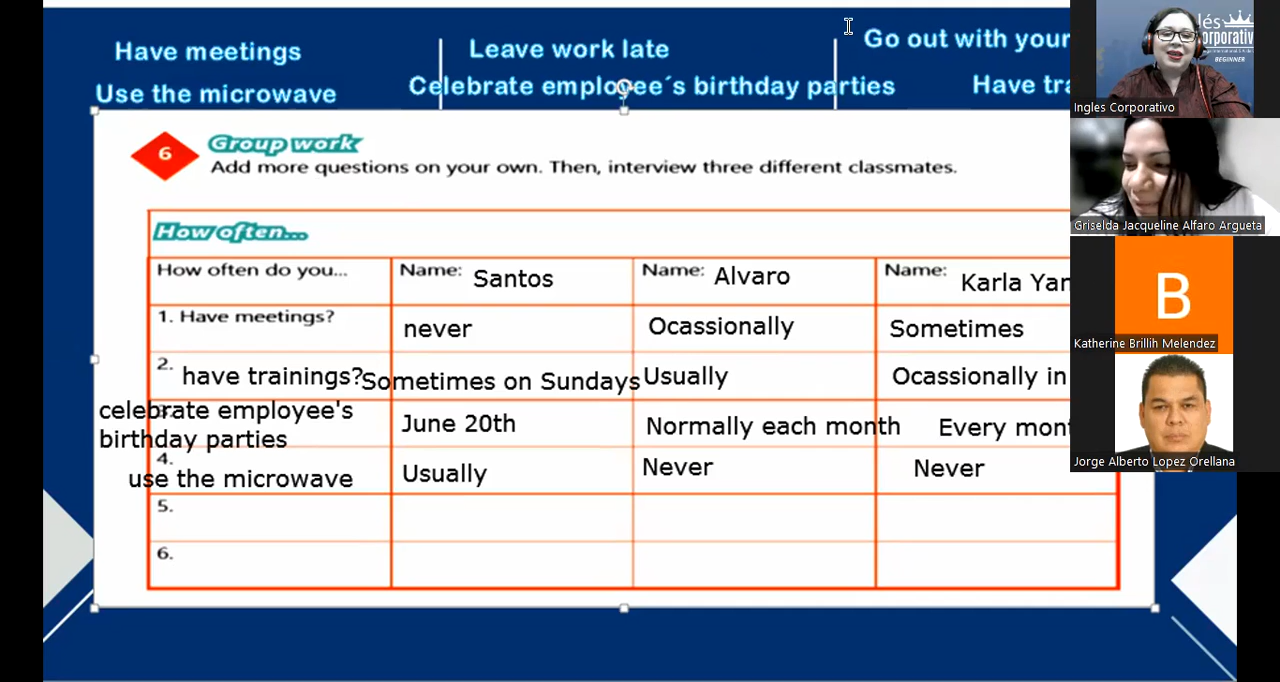 Have meetings
Use the microwave
Leave work late
Celebrate employee´s birthday parties
Go out with your
Have
6
Group work
Add more questions on your own. Then, interview three different classmates.
How often...
How often do you...
Name: Santos
Name: Alvaro
Name: Karla
1. Have meetings?
never
Ocassionally
Sometimes
2. have trainings?
Sometimes on Sundays
Usually
Ocassionally in
celebrate employee's
birthday parties
June 20th
Normally each month
Every
4.
use the microwave
Usually
Never
Never
5.
6.
BEGINNER
Ingles Corporativo
Griselda Jacqueline Alfaro Argueta
B
Katherine Brillih Melendez
Jorge Alberto Lopez Orellana